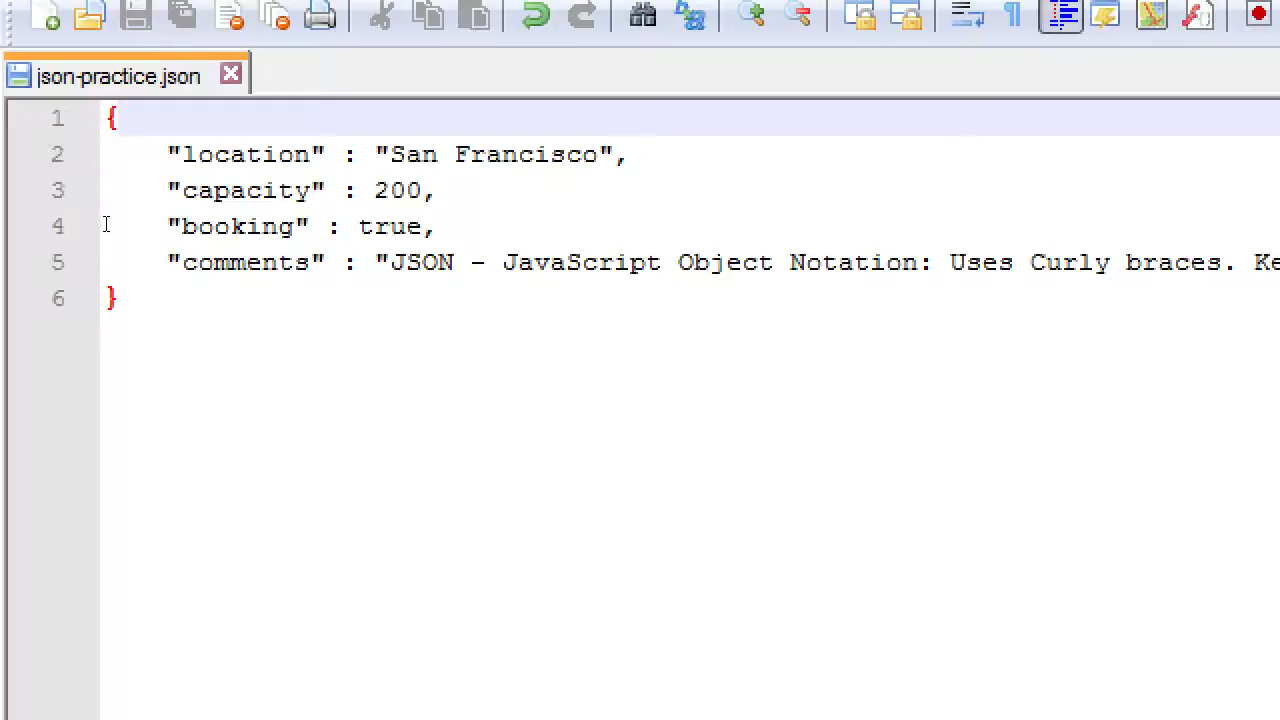 json-practice.json
1 {
2 "location" : "San Francisco",
3 "capacity" : 200,
4 "booking" : true,
5 "comments" : "JSON - JavaScript Object Notation: Uses Curly braces. Ke
6 }